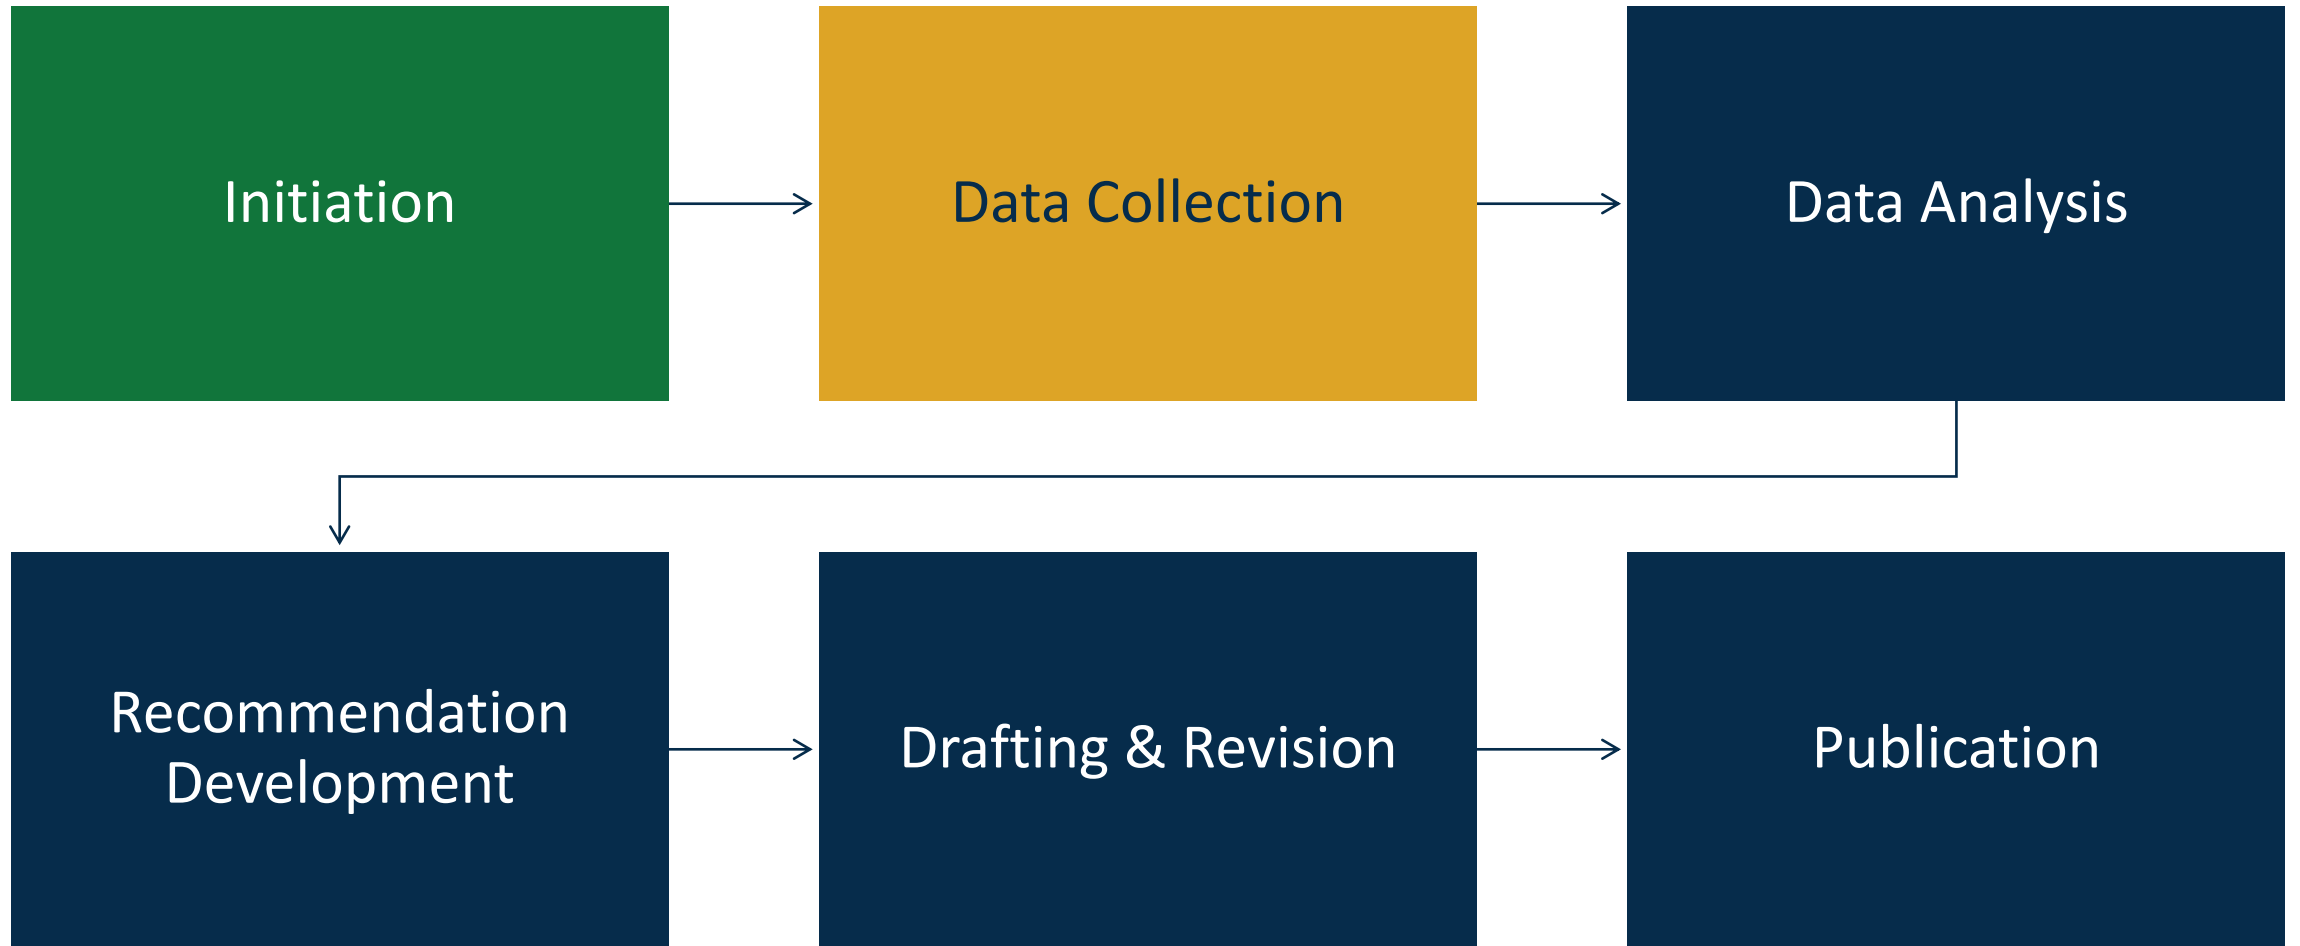 Initiation
Data Collection
Data Analysis
Recommendation
Development
Drafting & Revision
Publication